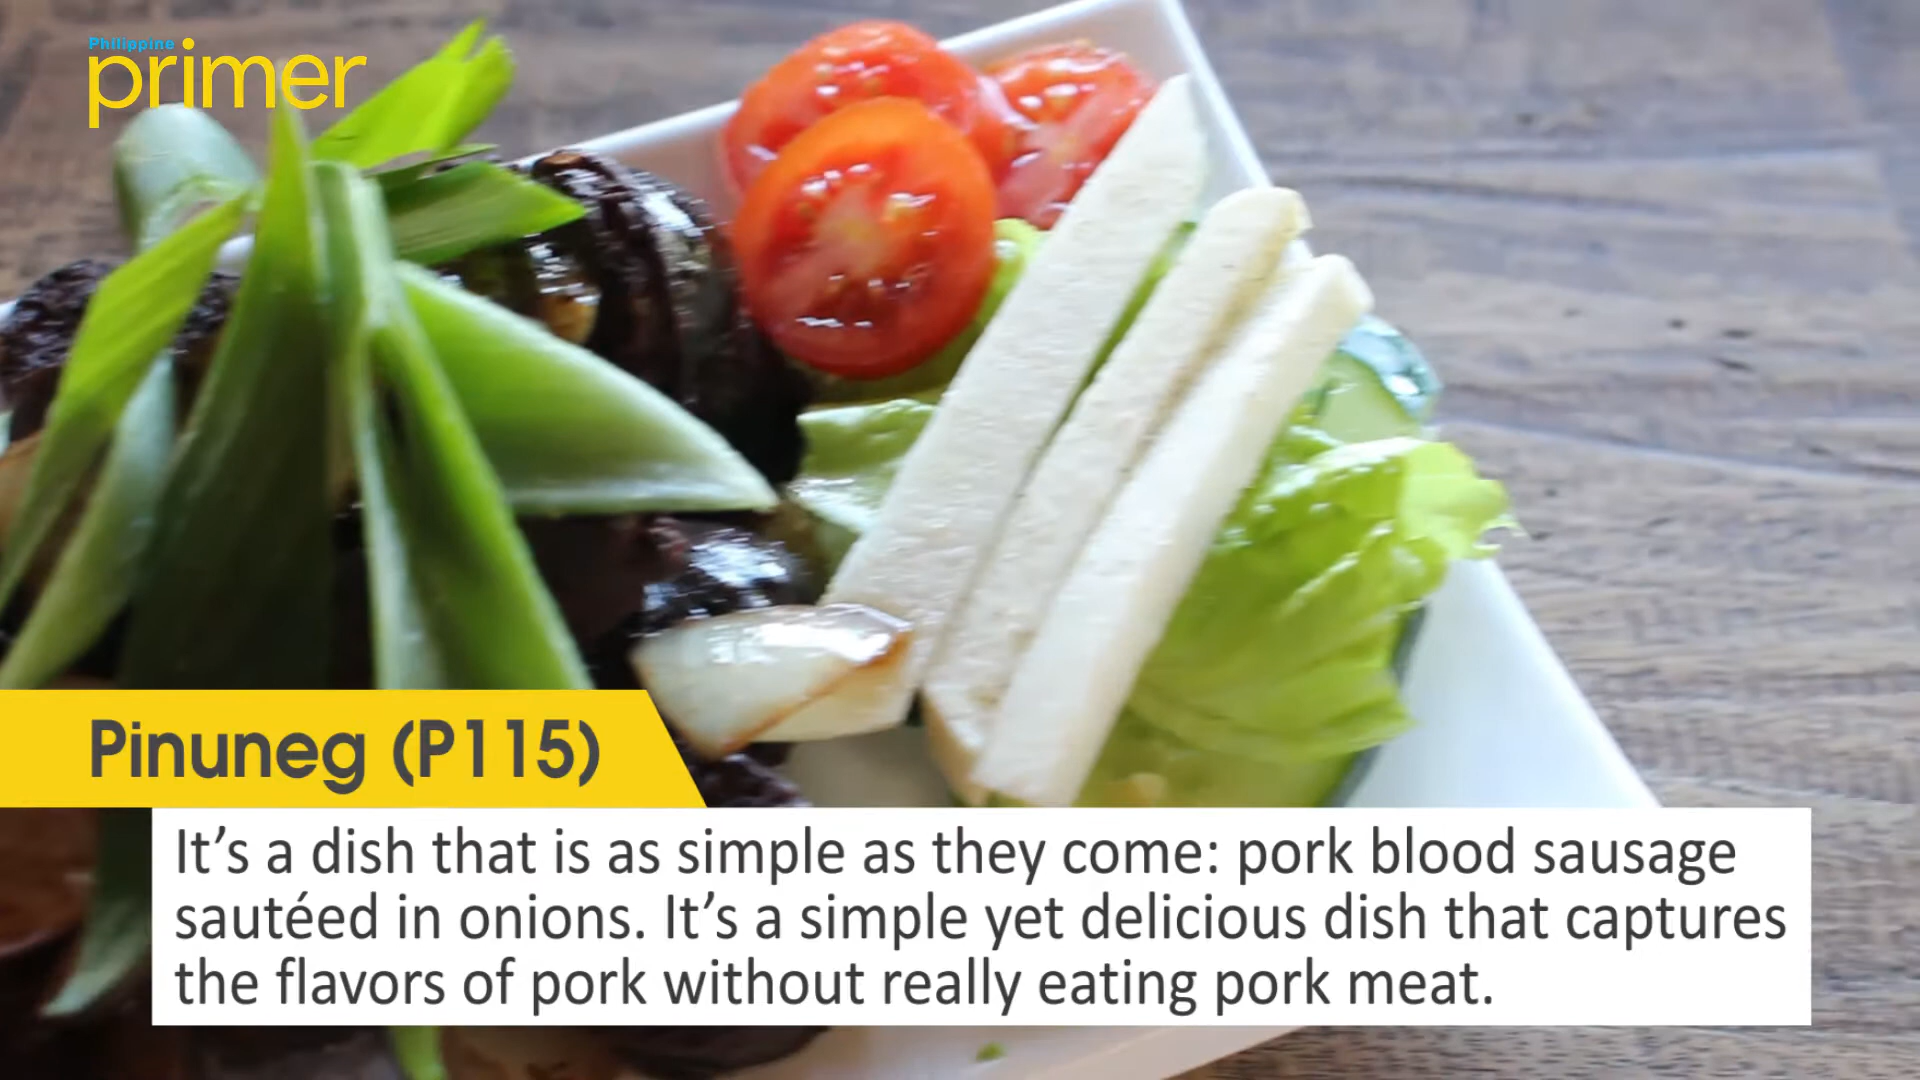 Philippine
primer
Pinuneg (P115)
It’s a dish that is as simple as they come: pork blood sausage
sautéed in onions. It’s a simple yet delicious dish that captures
the flavors of pork without really eating pork meat.